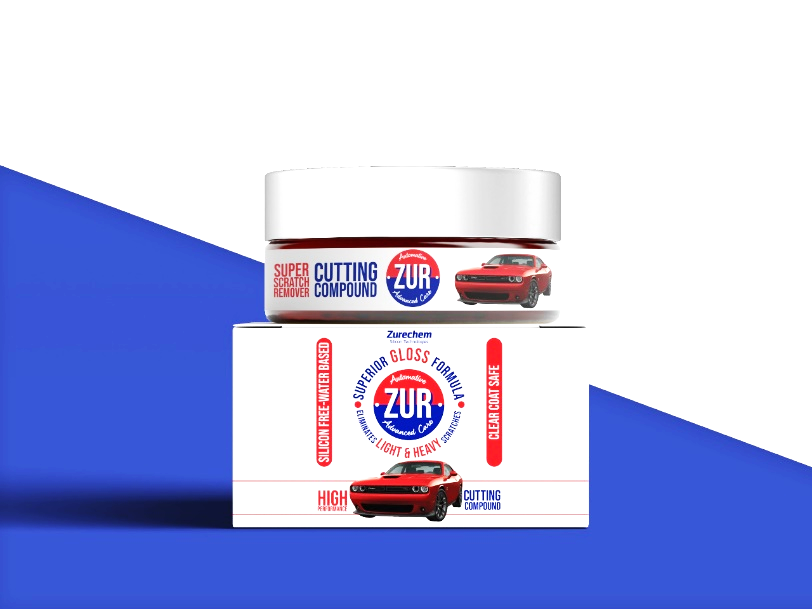 SUPER
SCRATCH
REMOVER
CUTTING
COMPOUND
Automotive
ZUR
Advanced Care
Zurechem
SILICON FREE-WATER BASED
SUPERIOR GLOSS FORMULA
Automotive
ZUR
Advanced Care
ELIMINATES LIGHT & HEAVY SCRATCHES
CLEAR COAT SAFE
HIGH
PERFORMANCE
CUTTING
COMPOUND